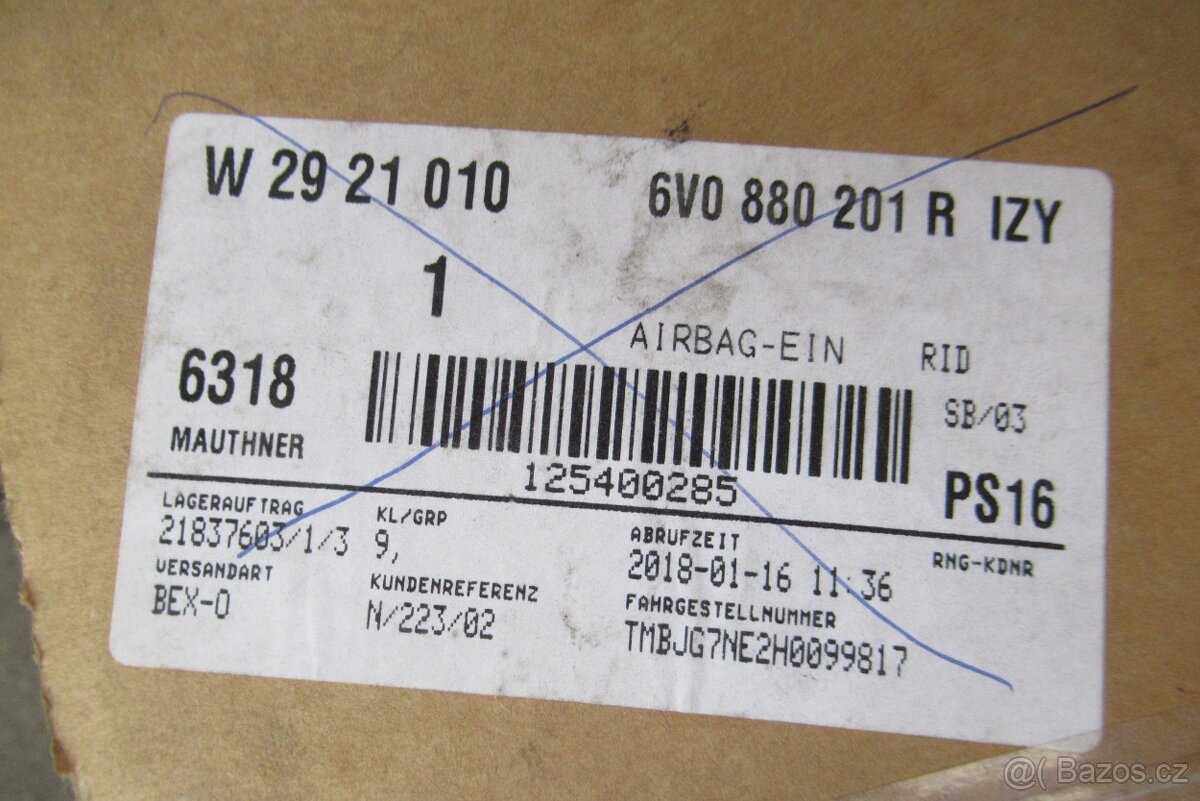 W 29 21 010 6V0 880 201 R IZY
1
AIRBAG-EIN RID
6318
SB/03
MAUTHNER
125400285
PS16
LAGERAUFTRAG
21837603/1/3
KL/GRP
9,
ABRUFZEIT
2018-01-16 11:36
RNG-KDNR
VERSANDART
BEX-O
KUNDENREFERENZ
N/223/02
FAHRGESTELLNUMMER
TMBJG7NE2H0099817
@( Bazos.cz